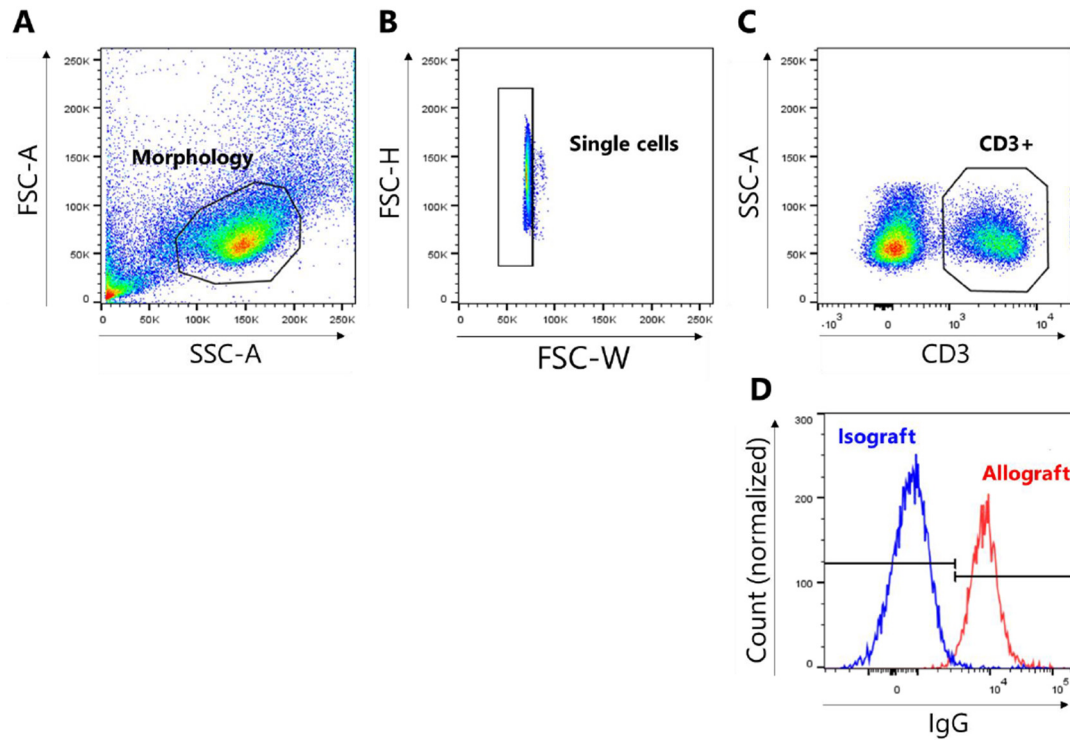 A
FSC-A
250K
200K
150K
100K
50K
0
Morphology
0
50K
100K
150K
200K
250K
SSC-A
B
FSC-H
250K
200K
150K
100K
50K
0
Single cells
0
50K
100K
150K
200K
250K
FSC-W
C
SSC-A
250K
200K
150K
100K
50K
0
CD3+
-10³
0
10³
10⁴
CD3
D
Count (normalized)
300
200
100
0
Isograft
Allograft
0
10⁴
10⁵
IgG